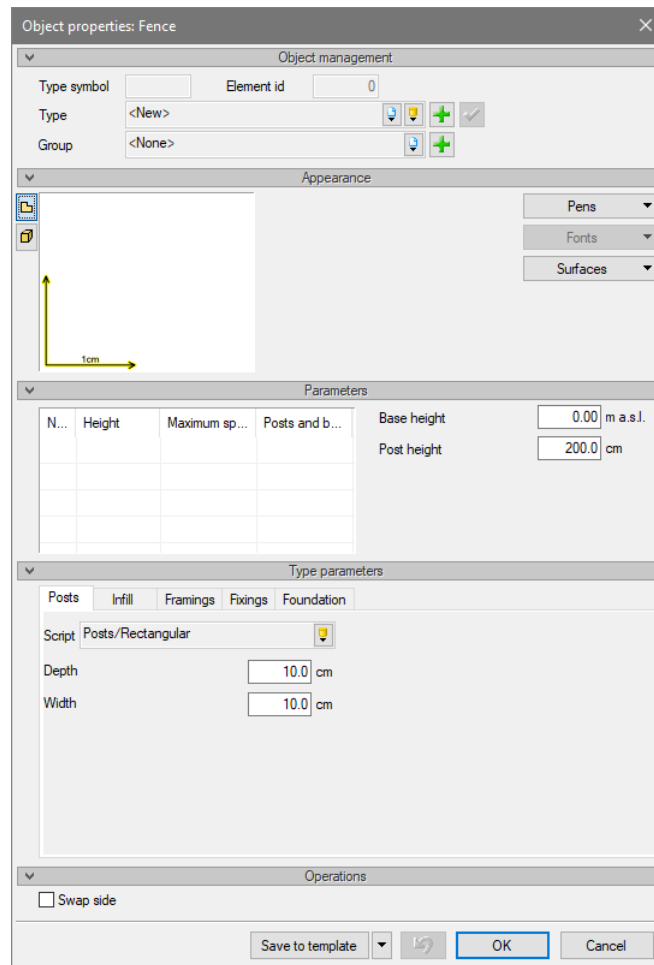 Object properties: Fence
Object management
Type symbol Element id 0
Type <New>
Group <None>
Appearance
Pens
Fonts
Surfaces
1cm
Parameters
N... Height Maximum sp... Posts and b...
Base height 0.00 m a.s.l.
Post height 200.0 cm
Type parameters
Posts Infill Framings Fixings Foundation
Script Posts/Rectangular
Depth 10.0 cm
Width 10.0 cm
Operations
Swap side
Save to template OK Cancel